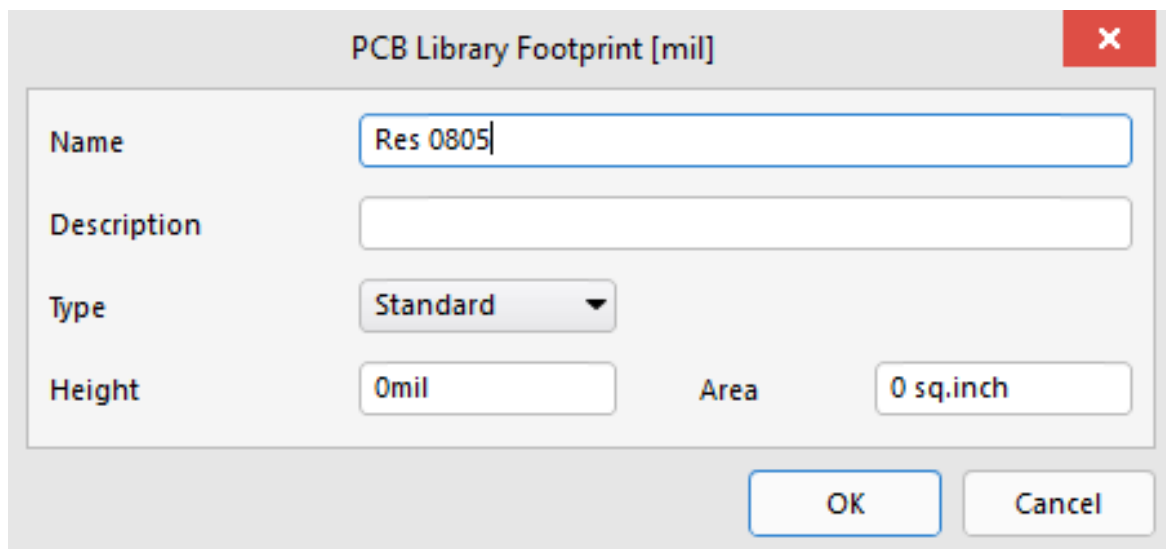 PCB Library Footprint [mil]
Name Res 0805
Description
Type Standard
Height 0mil Area 0 sq.inch
OK Cancel